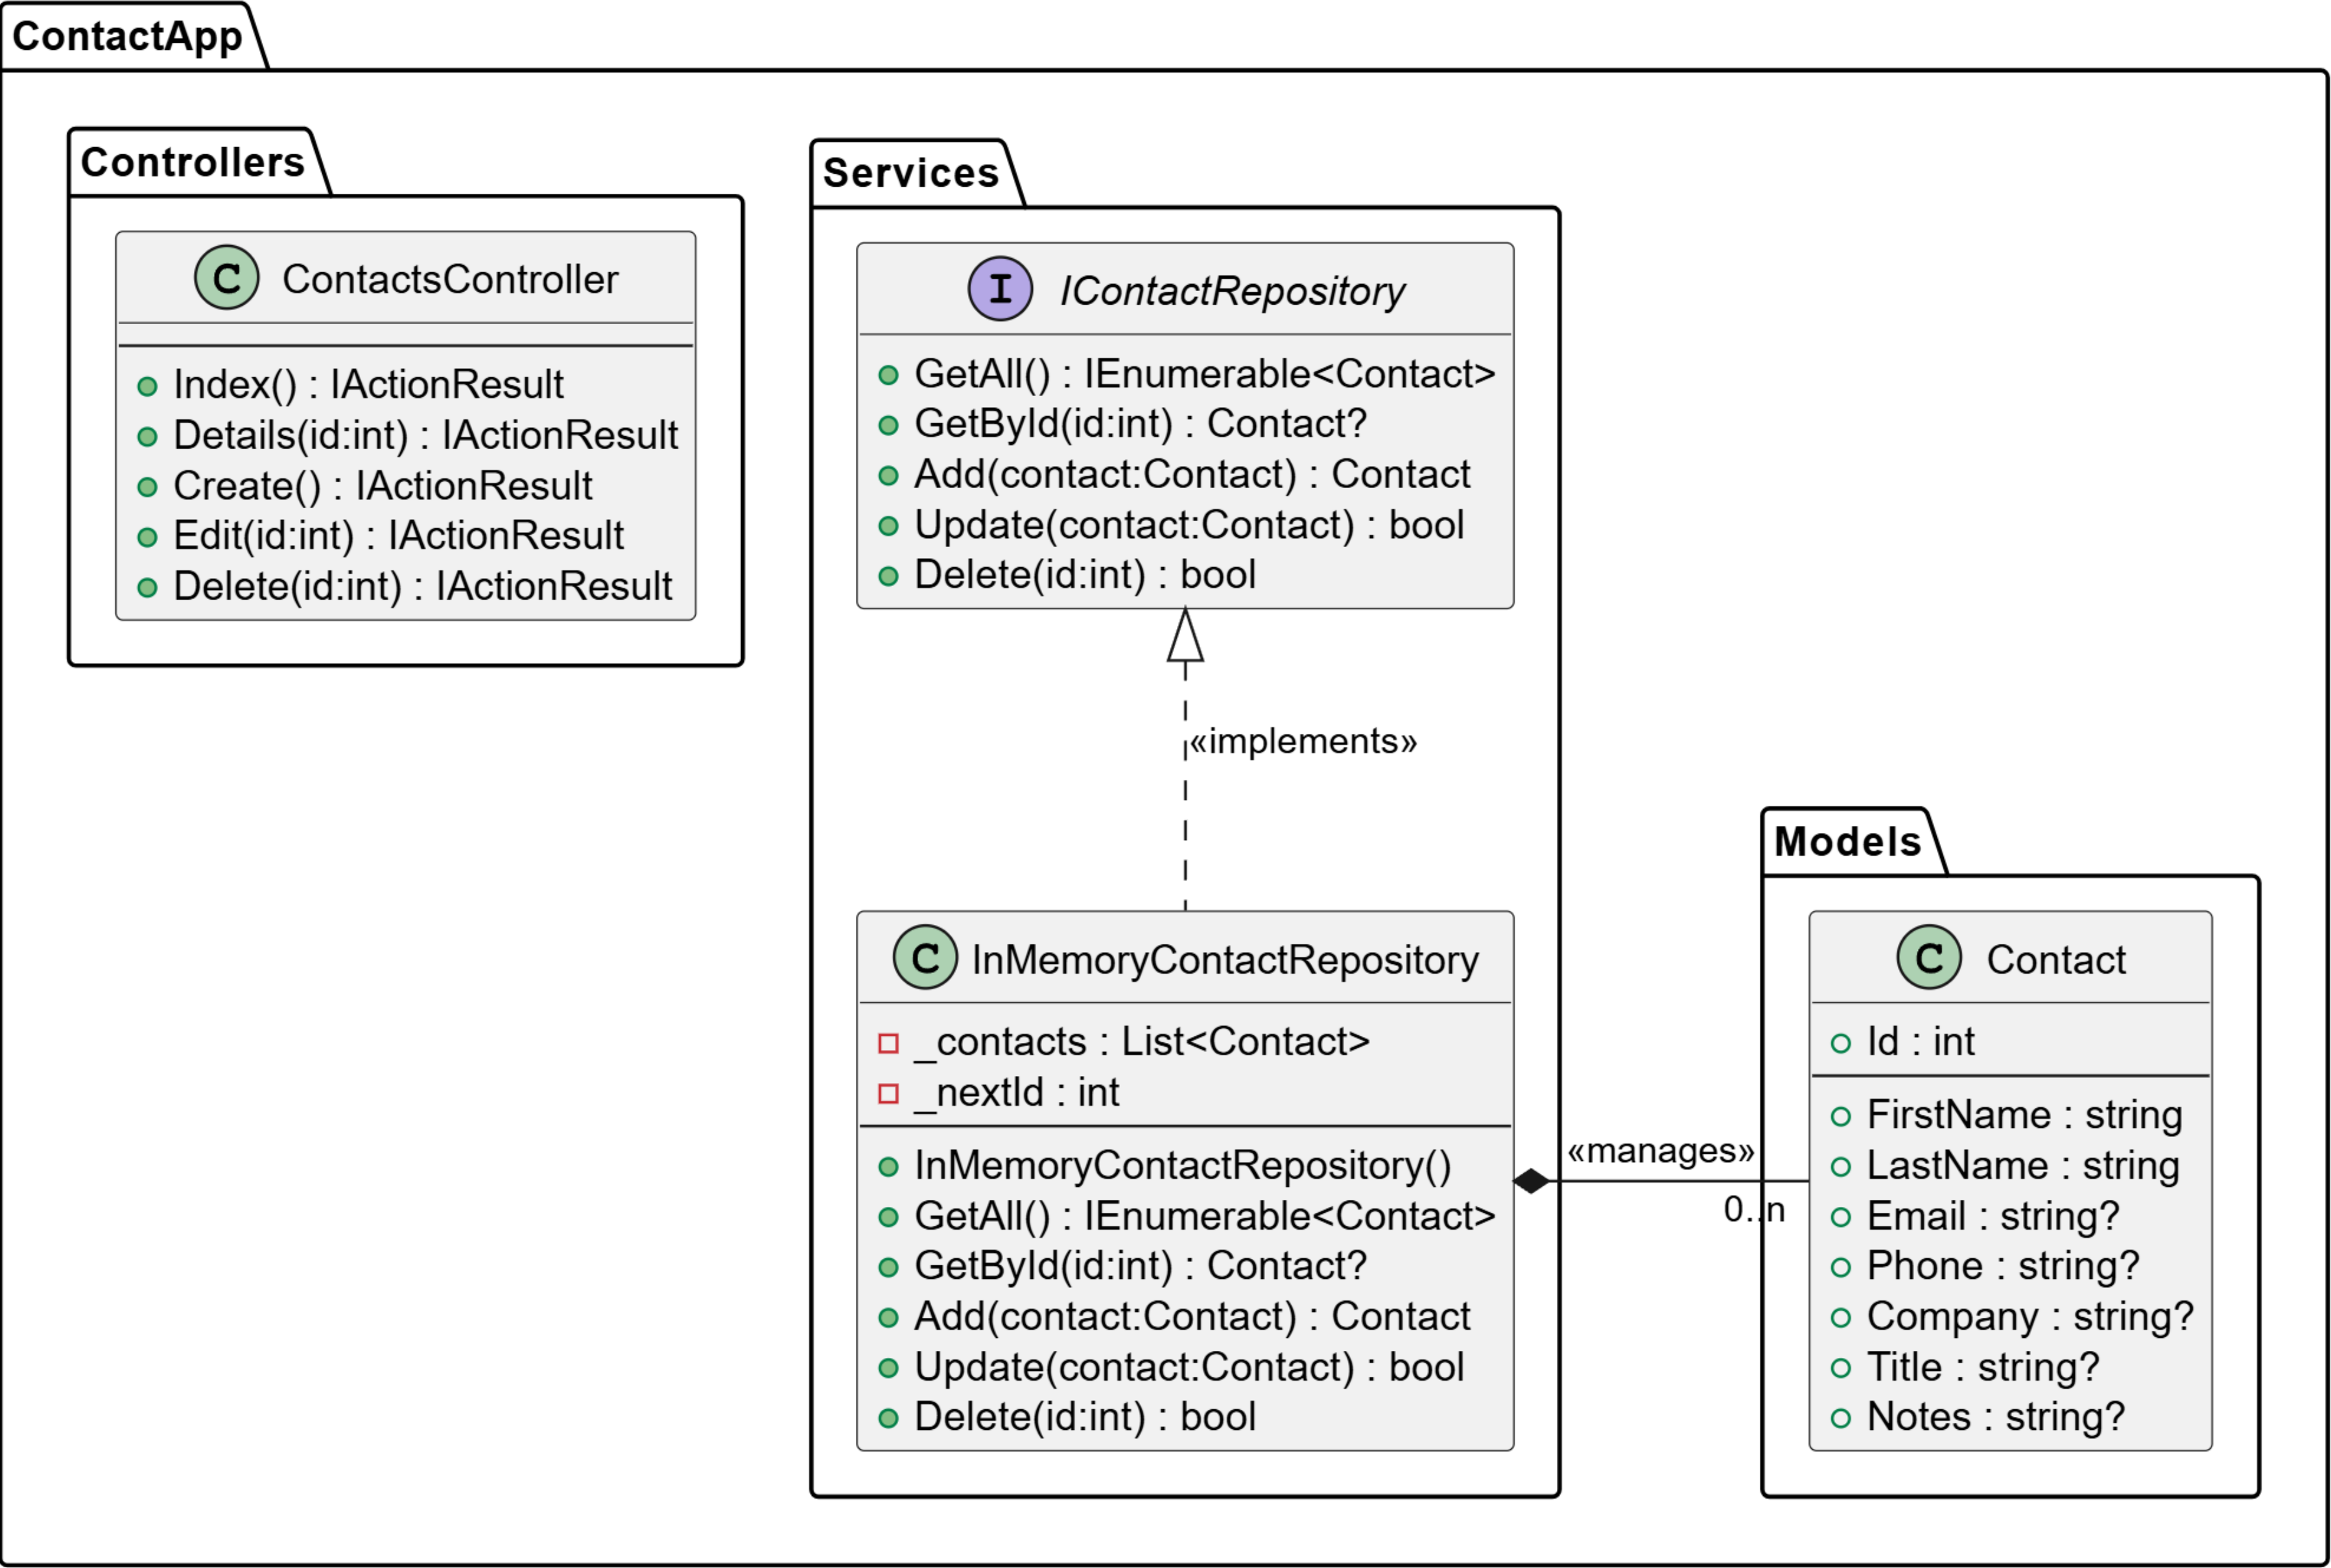 ContactApp
Controllers
ContactsController
Index() : IActionResult
Details(id:int) : IActionResult
Create() : IActionResult
Edit(id:int) : IActionResult
Delete(id:int) : IActionResult
Services
IContactRepository
GetAll() : IEnumerable<Contact>
GetById(id:int) : Contact?
Add(contact:Contact) : Contact
Update(contact:Contact) : bool
Delete(id:int) : bool
«implements»
InMemoryContactRepository
_contacts : List<Contact>
_nextId : int
InMemoryContactRepository()
GetAll() : IEnumerable<Contact>
GetById(id:int) : Contact?
Add(contact:Contact) : Contact
Update(contact:Contact) : bool
Delete(id:int) : bool
«manages»
0..n
Models
Contact
Id : int
FirstName : string
LastName : string
Email : string?
Phone : string?
Company : string?
Title : string?
Notes : string?